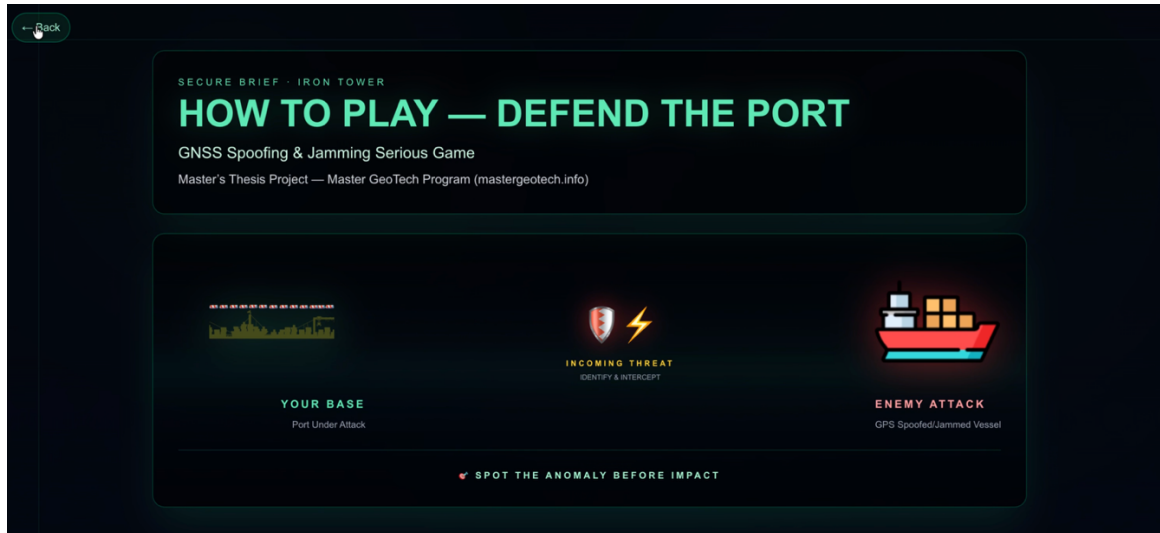 ← Back
SECURE BRIEF · IRON TOWER
HOW TO PLAY — DEFEND THE PORT
GNSS Spoofing & Jamming Serious Game
Master's Thesis Project — Master GeoTech Program (mastergeotech.info)
INCOMING THREAT
IDENTIFY & INTERCEPT
YOUR BASE
Port Under Attack
ENEMY ATTACK
GPS Spoofed/Jammed Vessel
SPOT THE ANOMALY BEFORE IMPACT